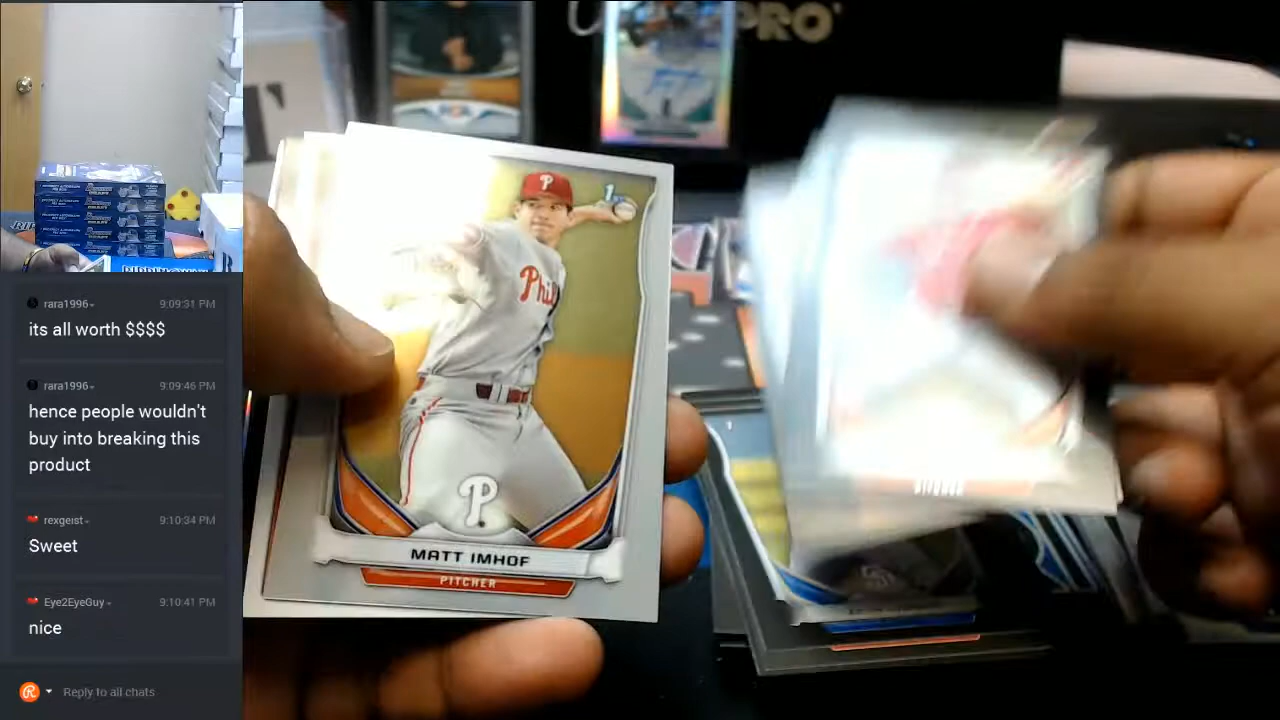 PRO
rara1996
9:09:31 PM
its all worth $$$$
rara1996
9:09:46 PM
hence people wouldn't
buy into breaking this
product
rexgeist
9:10:34 PM
Sweet
Eye2EyeGuy
9:10:41 PM
nice
Reply to all chats
P
1st
Phil
P
MATT IMHOF
PITCHER